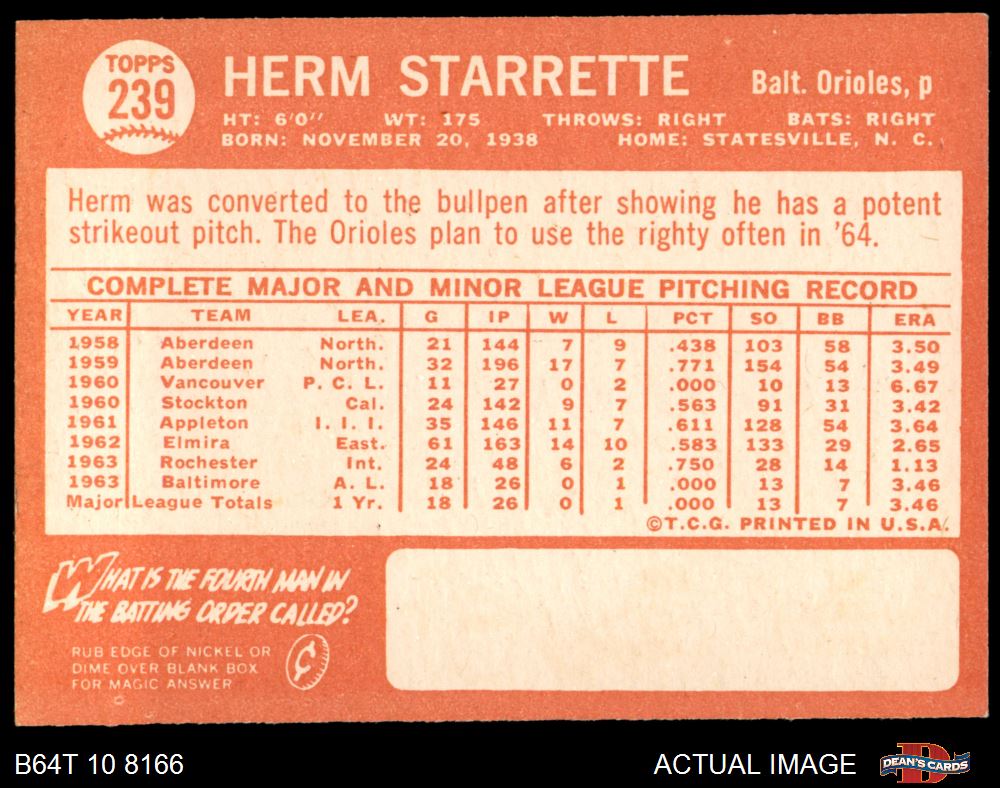 TOPPS
239
HERM STARRETTE
Balt. Orioles, p
HT: 6'0" WT: 175 THROWS: RIGHT BATS: RIGHT
BORN: NOVEMBER 20, 1938 HOME: STATESVILLE, N. C.
Herm was converted to the bullpen after showing he has a potent
strikeout pitch. The Orioles plan to use the righty often in '64.
COMPLETE MAJOR AND MINOR LEAGUE PITCHING RECORD
YEAR TEAM LEA. G IP W L PCT SO BB ERA
1958 Aberdeen North. 21 144 7 9 .438 103 58 3.50
1959 Aberdeen North. 32 196 17 7 .771 154 54 3.49
1960 Vancouver P. C. L. 11 27 0 2 .000 10 13 6.67
1960 Stockton Cal. 24 142 9 7 .563 91 31 3.42
1961 Appleton I. I. I. 35 146 11 7 .611 128 54 3.64
1962 Elmira East. 61 163 14 10 .583 133 29 2.65
1963 Rochester Int. 24 48 6 2 .750 28 14 1.13
1963 Baltimore A. L. 18 26 0 1 .000 13 7 3.46
Major League Totals 1 Yr. 18 26 0 1 .000 13 7 3.46
©T.C.G. PRINTED IN U.S.A.
WHAT IS THE FOURTH MAN IN
THE BATTING ORDER CALLED?
RUB EDGE OF NICKEL OR
DIME OVER BLANK BOX
FOR MAGIC ANSWER
¢
B64T 10 8166
ACTUAL IMAGE
D
DEAN'S CARDS